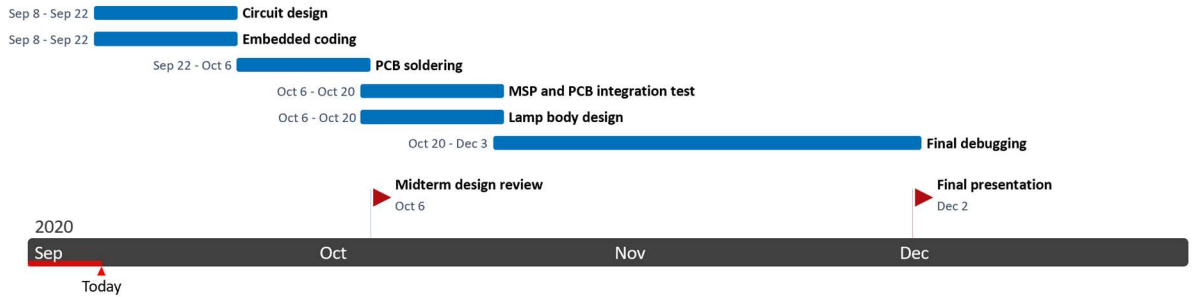 Sep 8 - Sep 22 Circuit design
Sep 8 - Sep 22 Embedded coding
Sep 22 - Oct 6 PCB soldering
Oct 6 - Oct 20 MSP and PCB integration test
Oct 6 - Oct 20 Lamp body design
Oct 20 - Dec 3 Final debugging
Midterm design review Final presentation
Oct 6 Dec 2
2020
Sep Oct Nov Dec
Today